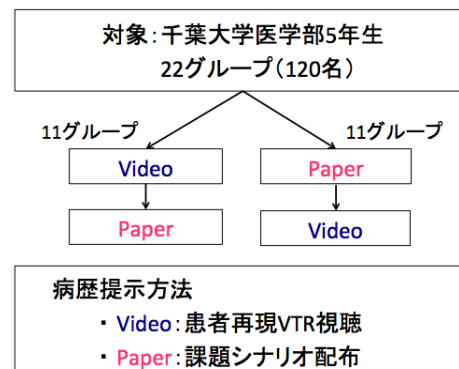 対象：千葉大学医学部5年生
22グループ（120名）
11グループ
11グループ
Video
Paper
Paper
Video
病歴提示方法
・ Video：患者再現VTR視聴
・ Paper：課題シナリオ配布